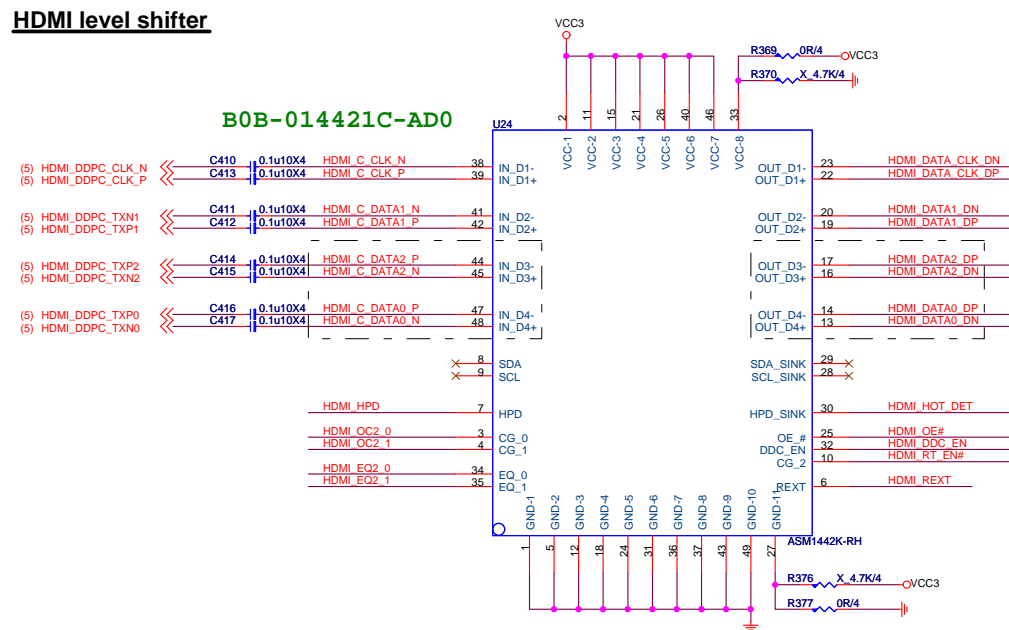 HDMI level shifter
VCC3
R369 0R/4 VCC3
R370 X_4.7K/4
B0B-014421C-AD0
U24
2 11 15 21 26 40 46 33
VCC-1 VCC-2 VCC-3 VCC-4 VCC-5 VCC-6 VCC-7 VCC-8
(5) HDMI_DDPC_CLK_N C410 0.1u10X4 HDMI_C_CLK_N 38 IN_D1- OUT_D1- 23 HDMI_DATA_CLK_DN
(5) HDMI_DDPC_CLK_P C413 0.1u10X4 HDMI_C_CLK_P 39 IN_D1+ OUT_D1+ 22 HDMI_DATA_CLK_DP
(5) HDMI_DDPC_TXN1 C411 0.1u10X4 HDMI_C_DATA1_N 41 IN_D2- OUT_D2- 20 HDMI_DATA1_DN
(5) HDMI_DDPC_TXP1 C412 0.1u10X4 HDMI_C_DATA1_P 42 IN_D2+ OUT_D2+ 19 HDMI_DATA1_DP
(5) HDMI_DDPC_TXP2 C414 0.1u10X4 HDMI_C_DATA2_P 44 IN_D3- OUT_D3- 17 HDMI_DATA2_DP
(5) HDMI_DDPC_TXN2 C415 0.1u10X4 HDMI_C_DATA2_N 45 IN_D3+ OUT_D3+ 16 HDMI_DATA2_DN
(5) HDMI_DDPC_TXP0 C416 0.1u10X4 HDMI_C_DATA0_P 47 IN_D4- OUT_D4- 14 HDMI_DATA0_DP
(5) HDMI_DDPC_TXN0 C417 0.1u10X4 HDMI_C_DATA0_N 48 IN_D4+ OUT_D4+ 13 HDMI_DATA0_DN
8 SDA SDA_SINK 29
9 SCL SCL_SINK 28
HDMI_HPD 7 HPD HPD_SINK 30 HDMI_HOT_DET
HDMI_OC2_0 3 CG_0 OE_# 25 HDMI_OE#
HDMI_OC2_1 4 CG_1 DDC_EN 32 HDMI_DDC_EN
CG_2 10 HDMI_RT_EN#
HDMI_EQ2_0 34 EQ_0
HDMI_EQ2_1 35 EQ_1 REXT 6 HDMI_REXT
GND-1 GND-2 GND-3 GND-4 GND-5 GND-6 GND-7 GND-8 GND-9 GND-10 GND-11
1 5 12 18 24 31 36 37 43 49 27
ASM1442K-RH
R376 X_4.7K/4 VCC3
R377 0R/4